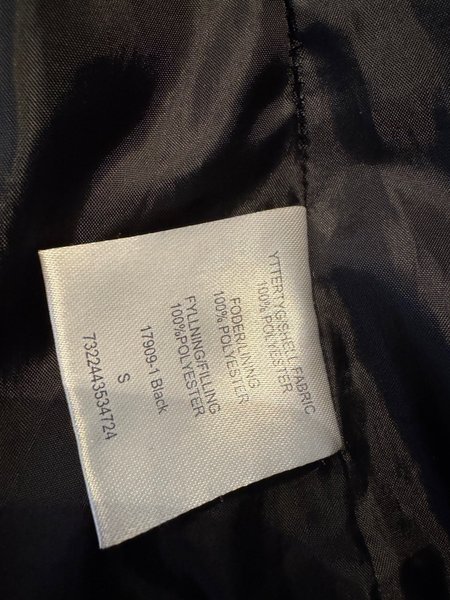 YTTERTYG/SHELL FABRIC
100% POLYESTER
FODER/LINING
100% POLYESTER
FYLLNING/FILLING
100%POLYESTER
17909-1 Black
S
7322443534724